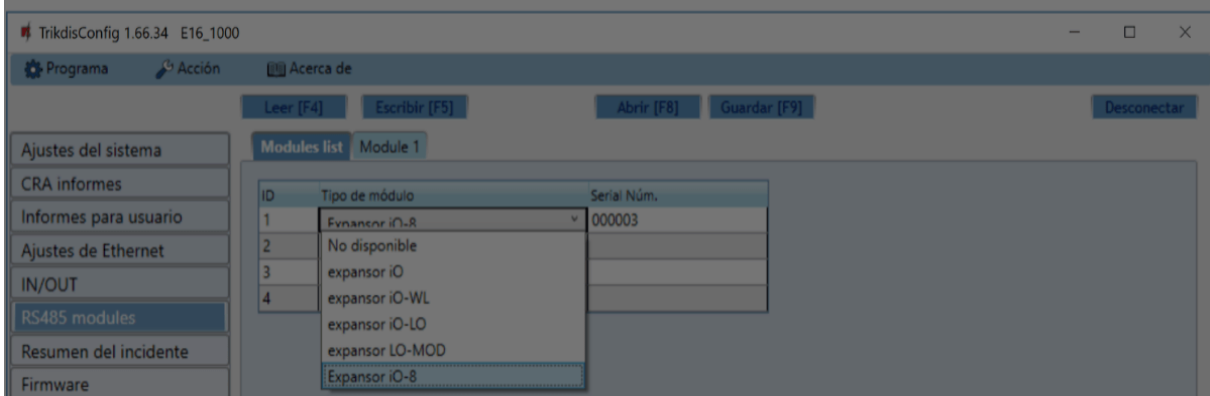 TrikdisConfig 1.66.34 E16_1000
Programa Acción Acerca de
Leer [F4] Escribir [F5] Abrir [F8] Guardar [F9] Desconectar
Ajustes del sistema
CRA informes
Informes para usuario
Ajustes de Ethernet
IN/OUT
RS485 modules
Resumen del incidente
Firmware
Modules list Module 1
ID Tipo de módulo Serial Núm.
1 Expansor iO-8 000003
2
3
4
No disponible
expansor iO
expansor iO-WL
expansor iO-LO
expansor LO-MOD
Expansor iO-8